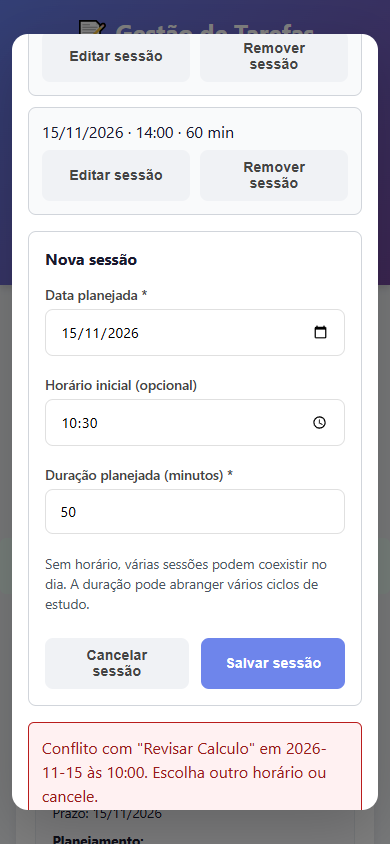 📝 Gestão de Tarefas
Editar sessão
Remover
sessão
15/11/2026 · 14:00 · 60 min
Editar sessão
Remover
sessão
Nova sessão
Data planejada *
15/11/2026
Horário inicial (opcional)
10:30
Duração planejada (minutos) *
50
Sem horário, várias sessões podem coexistir no
dia. A duração pode abranger vários ciclos de
estudo.
Cancelar
sessão
Salvar sessão
Conflito com "Revisar Calculo" em 2026-
11-15 às 10:00. Escolha outro horário ou
cancele.
Prazo: 15/11/2026
Planejamento: